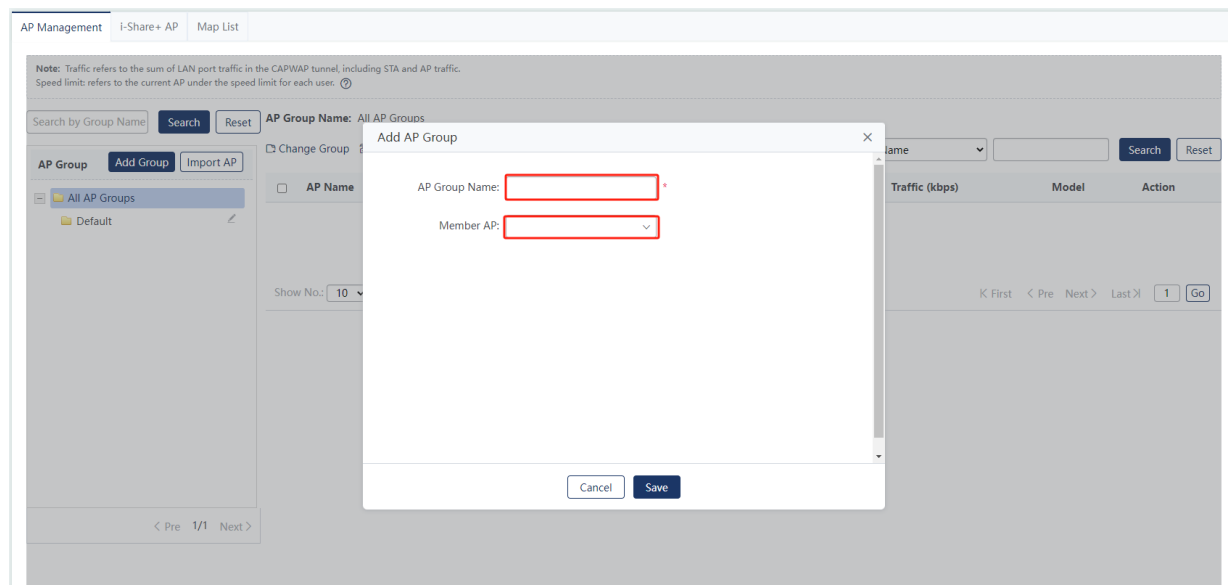 AP Management i-Share+ AP Map List
Note: Traffic refers to the sum of LAN port traffic in the CAPWAP tunnel, including STA and AP traffic.
Speed limit: refers to the current AP under the speed limit for each user.
Search by Group Name Search Reset
AP Group Name: All AP Groups
AP Group Add Group Import AP
All AP Groups
Default
< Pre 1/1 Next >
Change Group Search Reset
AP Name Traffic (kbps) Model Action
Show No.: 10 First < Pre Next > Last 1 Go
Add AP Group
AP Group Name: *
Member AP:
Cancel Save